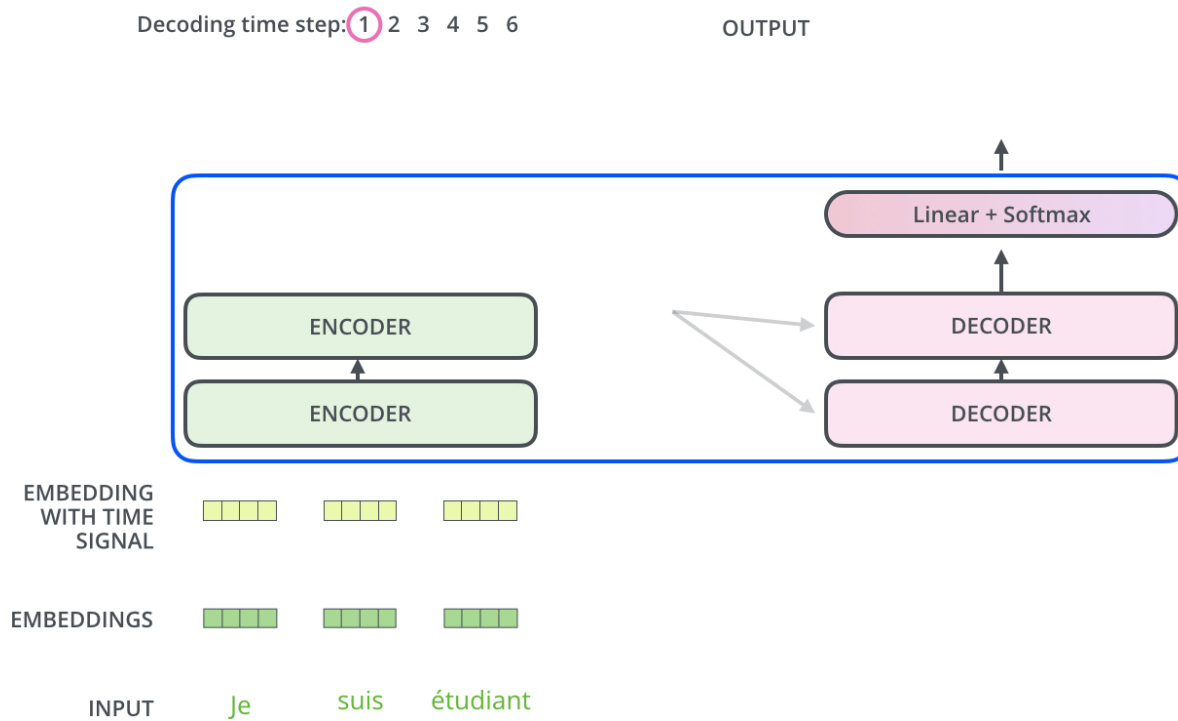 Decoding time step: 1 2 3 4 5 6
OUTPUT
Linear + Softmax
ENCODER
DECODER
ENCODER
DECODER
EMBEDDING
WITH TIME
SIGNAL
EMBEDDINGS
INPUT
Je suis étudiant